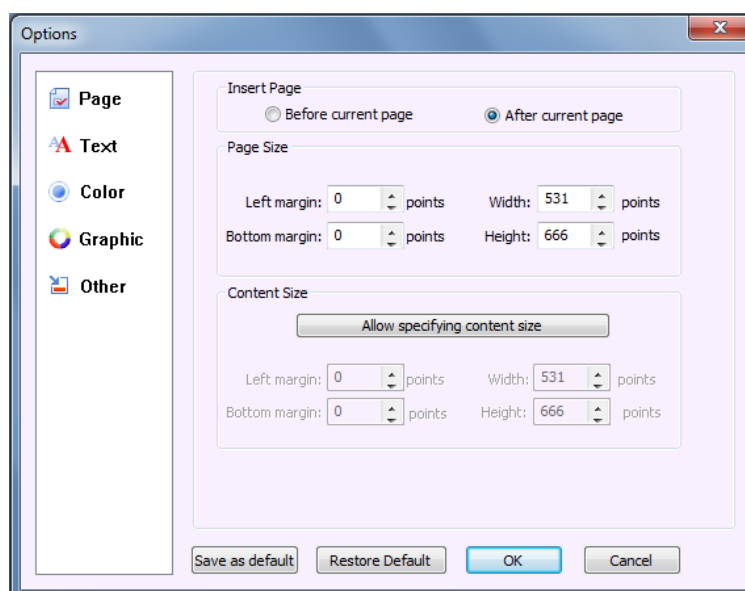 Options
Page
Text
Color
Graphic
Other
Insert Page
Before current page After current page
Page Size
Left margin: 0 points Width: 531 points
Bottom margin: 0 points Height: 666 points
Content Size
Allow specifying content size
Left margin: 0 points Width: 531 points
Bottom margin: 0 points Height: 666 points
Save as default Restore Default OK Cancel